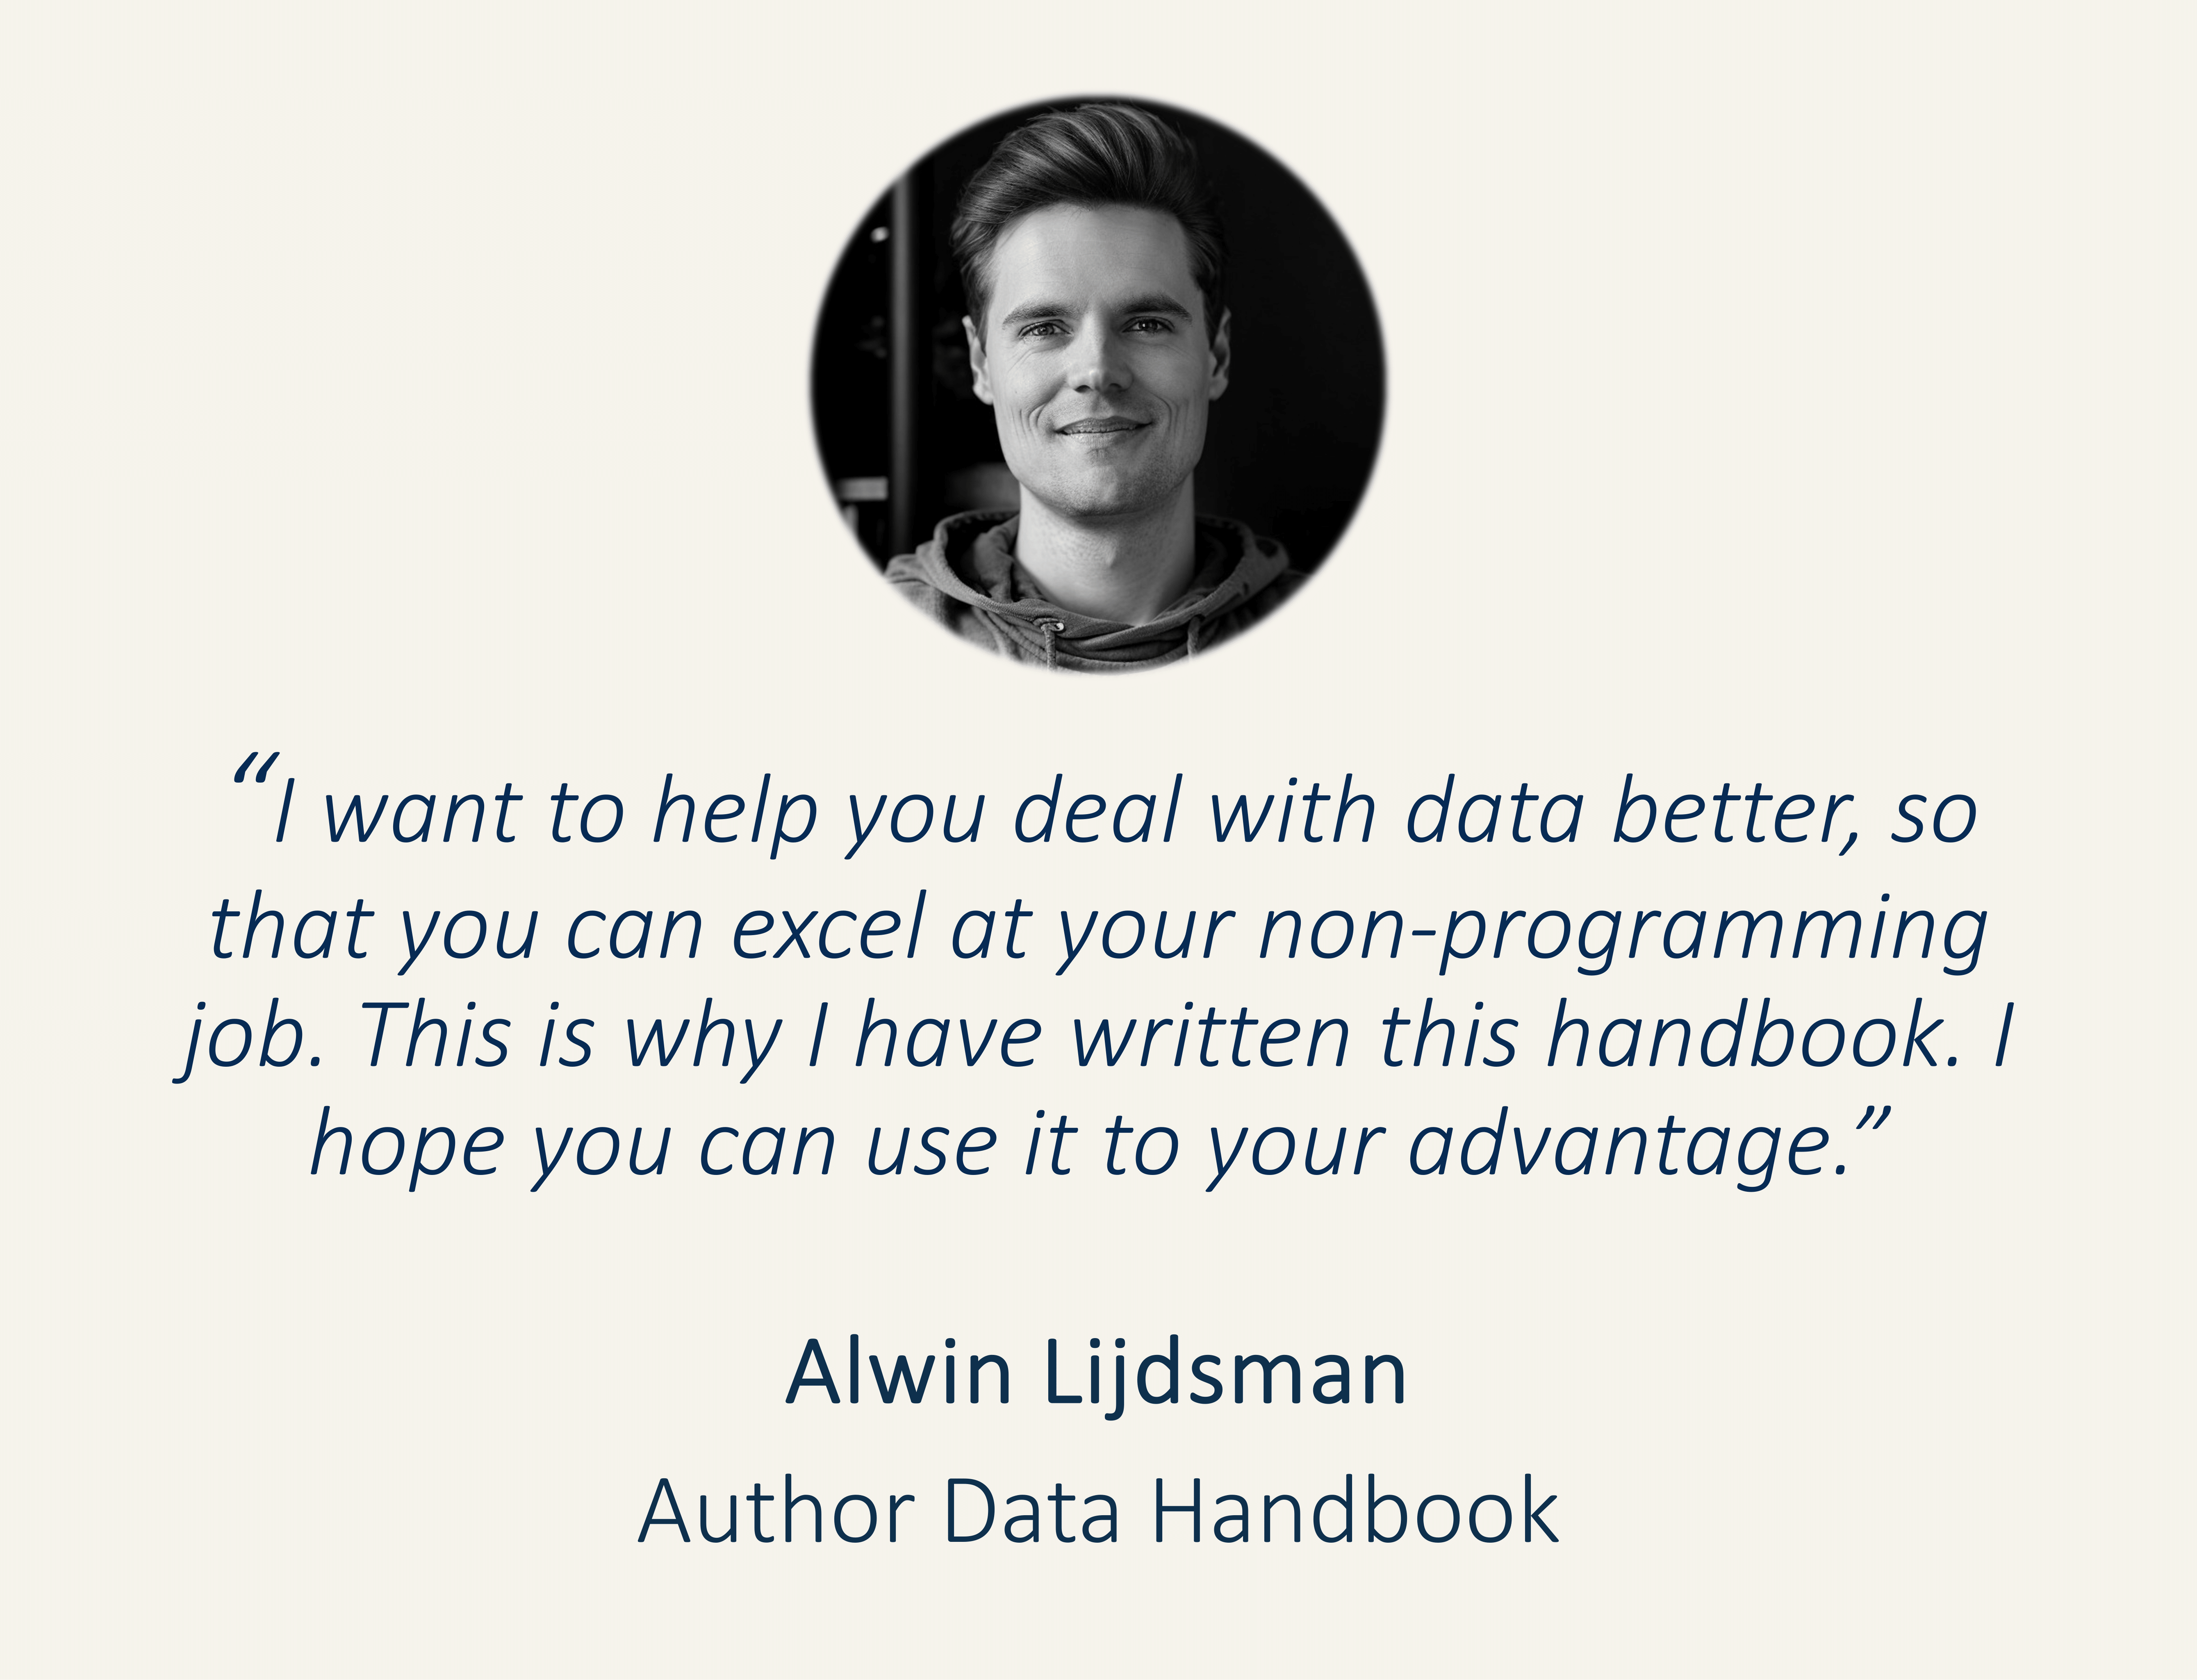 “I want to help you deal with data better, so
that you can excel at your non-programming
job. This is why I have written this handbook. I
hope you can use it to your advantage.”
Alwin Lijdsman
Author Data Handbook